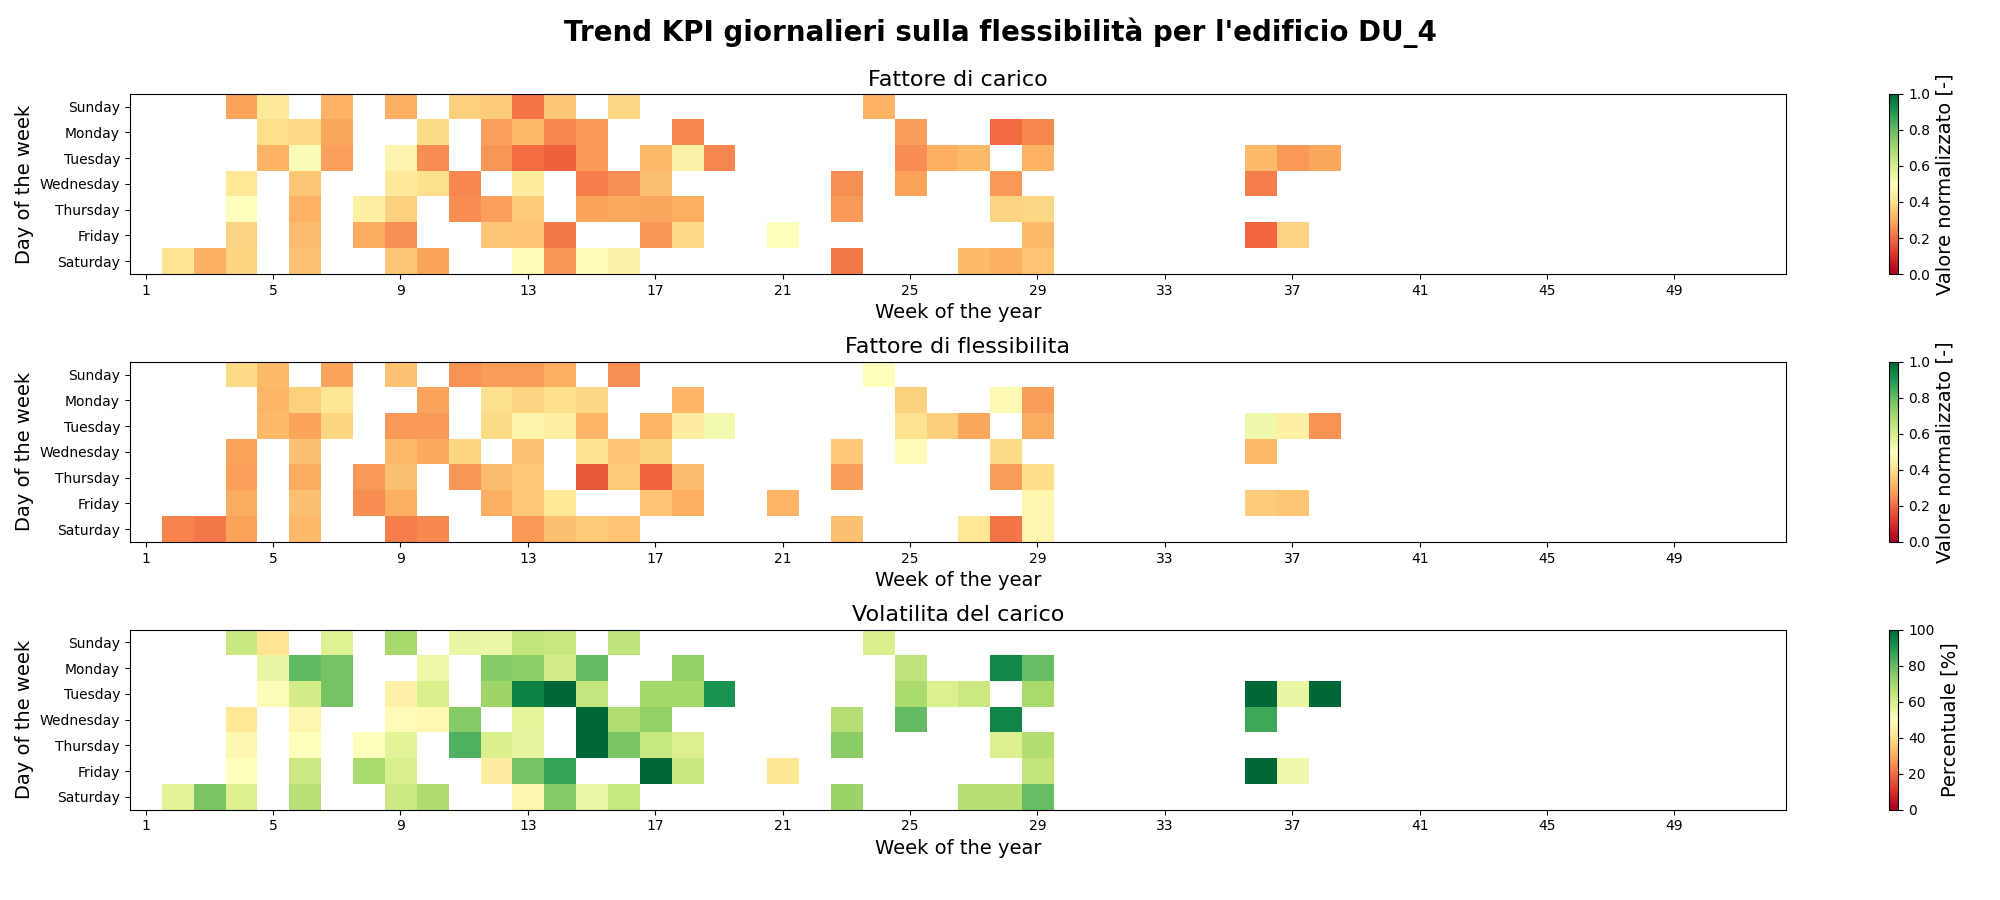 Trend KPI giornalieri sulla flessibilità per l'edificio DU_4
Fattore di carico
Day of the week
Sunday
Monday
Tuesday
Wednesday
Thursday
Friday
Saturday
1 5 9 13 17 21 25 29 33 37 41 45 49
Week of the year
1.0
0.8
0.6
0.4
0.2
0.0
Valore normalizzato [-]
Fattore di flessibilita
Day of the week
Sunday
Monday
Tuesday
Wednesday
Thursday
Friday
Saturday
1 5 9 13 17 21 25 29 33 37 41 45 49
Week of the year
1.0
0.8
0.6
0.4
0.2
0.0
Valore normalizzato [-]
Volatilita del carico
Day of the week
Sunday
Monday
Tuesday
Wednesday
Thursday
Friday
Saturday
1 5 9 13 17 21 25 29 33 37 41 45 49
Week of the year
100
80
60
40
20
0
Percentuale [%]